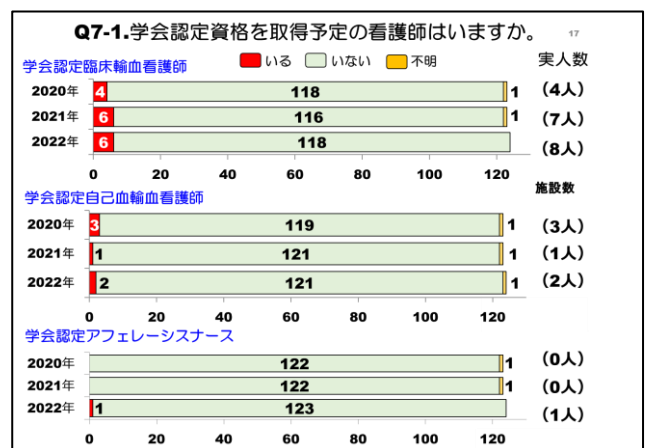 Q7-1.学会認定資格を取得予定の看護師はいますか。 17
いる いない 不明 実人数
学会認定臨床輸血看護師
2020年 4 118 1 (4人)
2021年 6 116 1 (7人)
2022年 6 118 (8人)
0 20 40 60 80 100 120
施設数
学会認定自己血輸血看護師
2020年 3 119 1 (3人)
2021年 1 121 1 (1人)
2022年 2 121 1 (2人)
0 20 40 60 80 100 120
学会認定アフェレーシスナース
2020年 122 1 (0人)
2021年 122 1 (0人)
2022年 1 123 (1人)
0 20 40 60 80 100 120